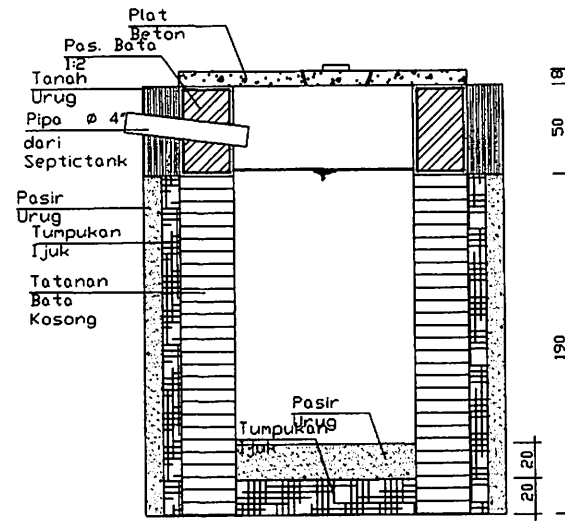 Plat
Beton
Pas. Bata
1:2
Tanah
Urug
Pipa ø 4"
dari
Septictank
Pasir
Urug
Tumpukan
Ijuk
Tatanan
Bata
Kosong
Pasir
Urug
Tumpukan
Ijuk
18
50
190
20
20